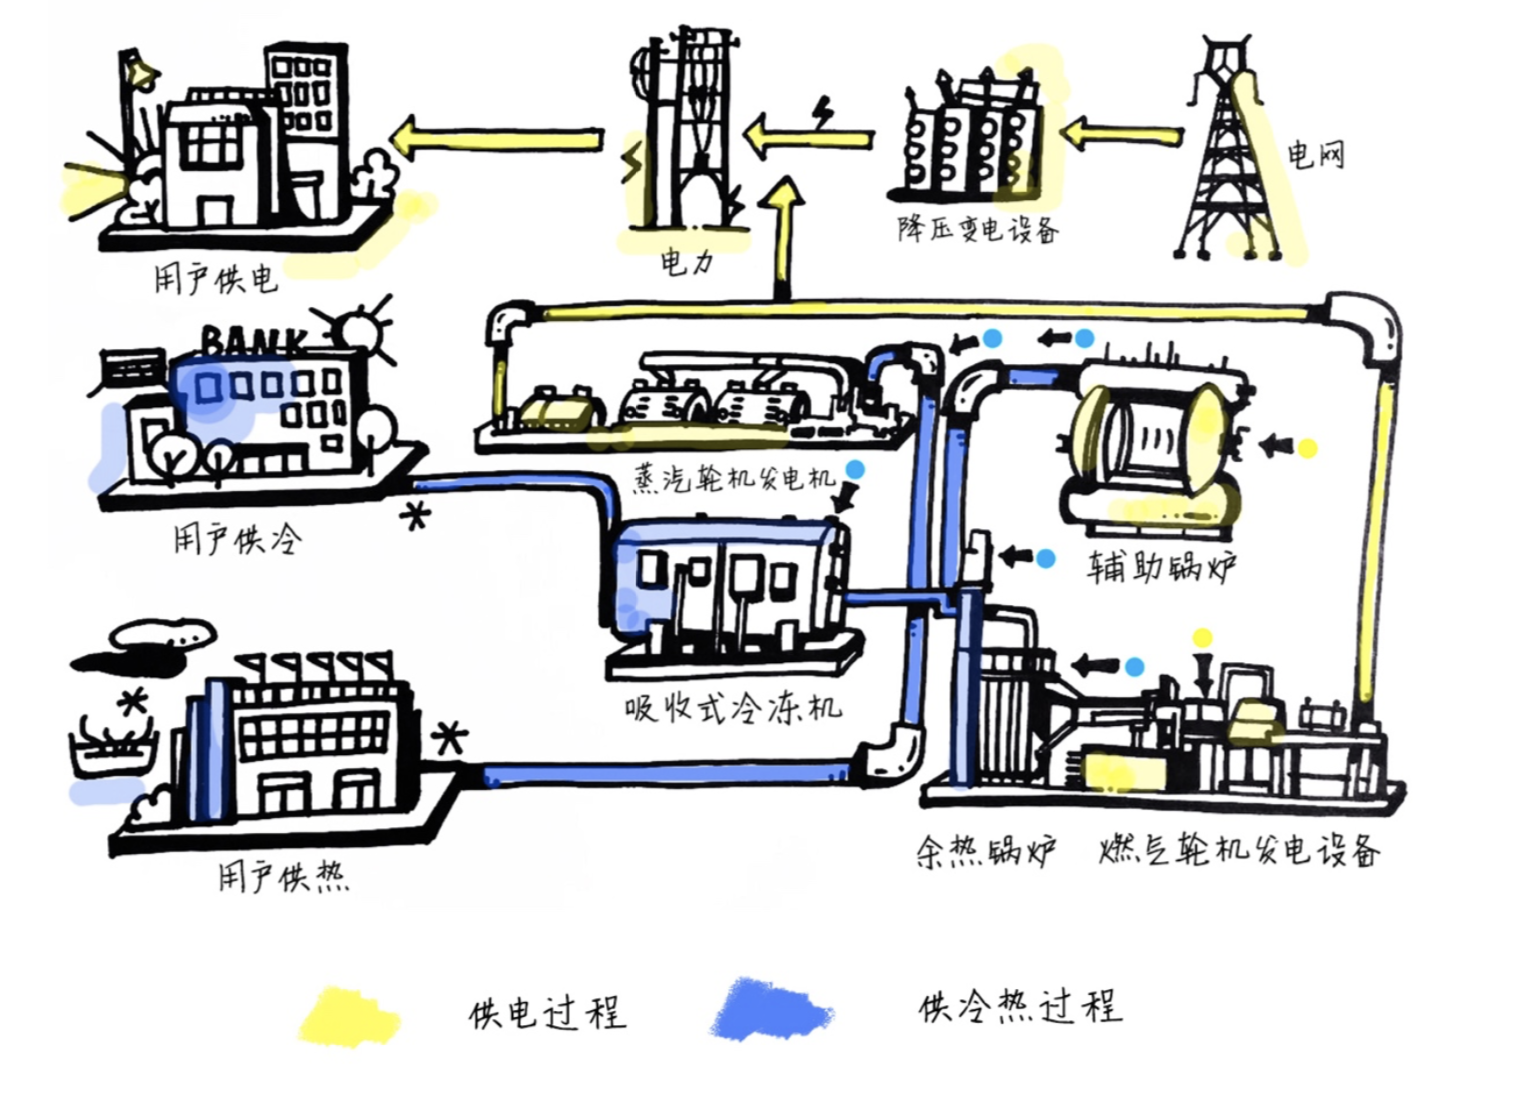 电网
降压变电设备
电力
用户供电
BANK
蒸汽轮机发电机
用户供冷
辅助锅炉
吸收式冷冻机
余热锅炉
燃气轮机发电设备
用户供热
供电过程
供冷热过程